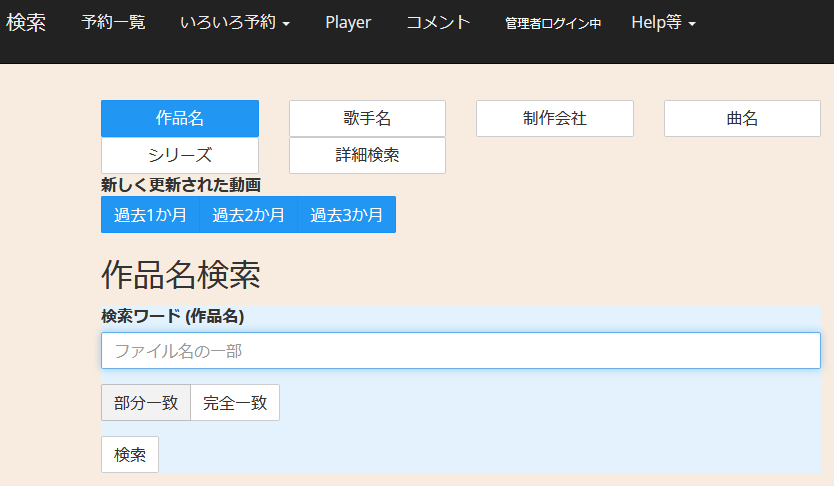 検索 予約一覧 いろいろ予約 Player コメント 管理者ログイン中 Help等
作品名 歌手名 制作会社 曲名
シリーズ 詳細検索
新しく更新された動画
過去1か月 過去2か月 過去3か月
作品名検索
検索ワード (作品名)
ファイル名の一部
部分一致 完全一致
検索